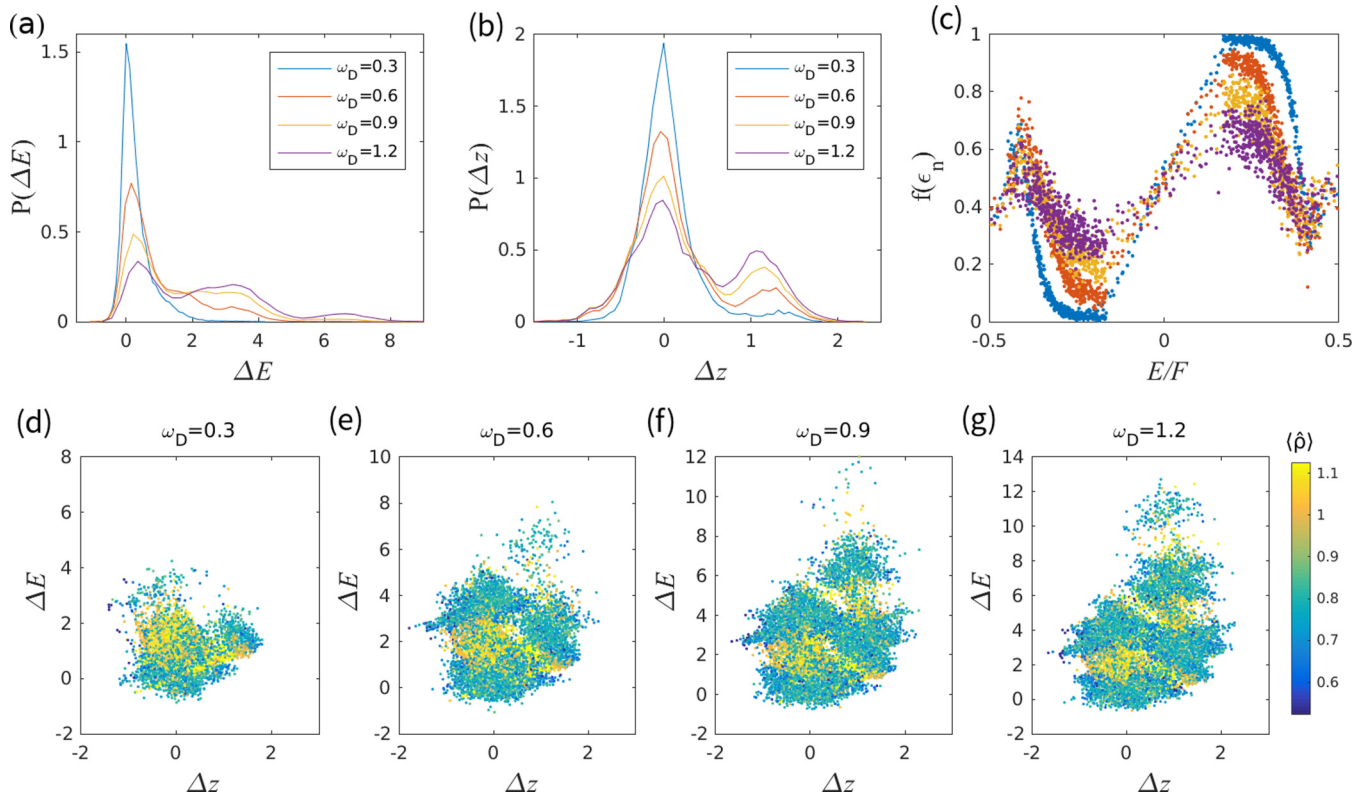 (a)
P(ΔE)
1.5
1
0.5
0
0 2 4 6 8
ΔE
ω_D=0.3
ω_D=0.6
ω_D=0.9
ω_D=1.2
(b)
P(Δz)
2
1.5
1
0.5
0
-1 0 1 2
Δz
ω_D=0.3
ω_D=0.6
ω_D=0.9
ω_D=1.2
(c)
f(ϵ_n)
1
0.8
0.6
0.4
0.2
0
-0.5 0 0.5
E/F
(d)
ω_D=0.3
ΔE
8
6
4
2
0
-2
-2 0 2
Δz
(e)
ω_D=0.6
ΔE
10
8
6
4
2
0
-2
-2 0 2
Δz
(f)
ω_D=0.9
ΔE
12
10
8
6
4
2
0
-2
-2 0 2
Δz
(g)
ω_D=1.2
ΔE
14
12
10
8
6
4
2
0
-2
-2 0 2
Δz
⟨ρ̂⟩
1.1
1
0.9
0.8
0.7
0.6